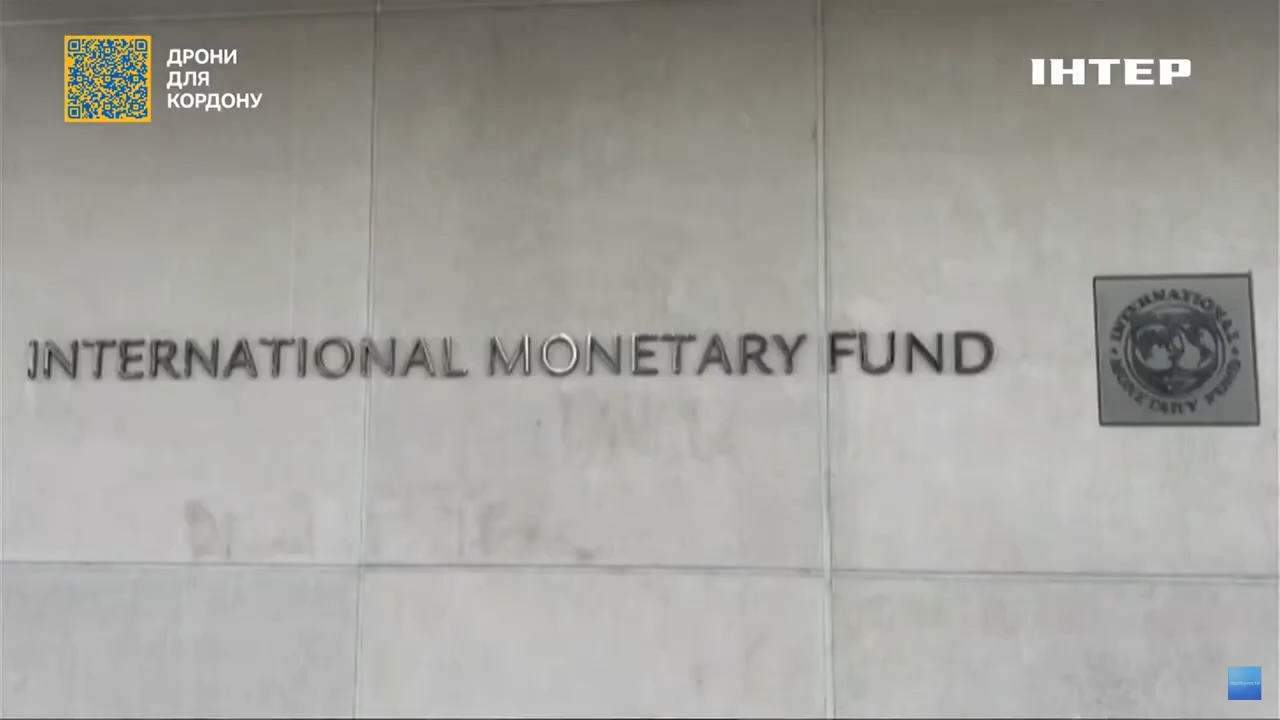 ДРОНИ
ДЛЯ
КОРДОНУ
ІНТЕР
INTERNATIONAL MONETARY FUND
INTERNATIONAL
MONETARY FUND